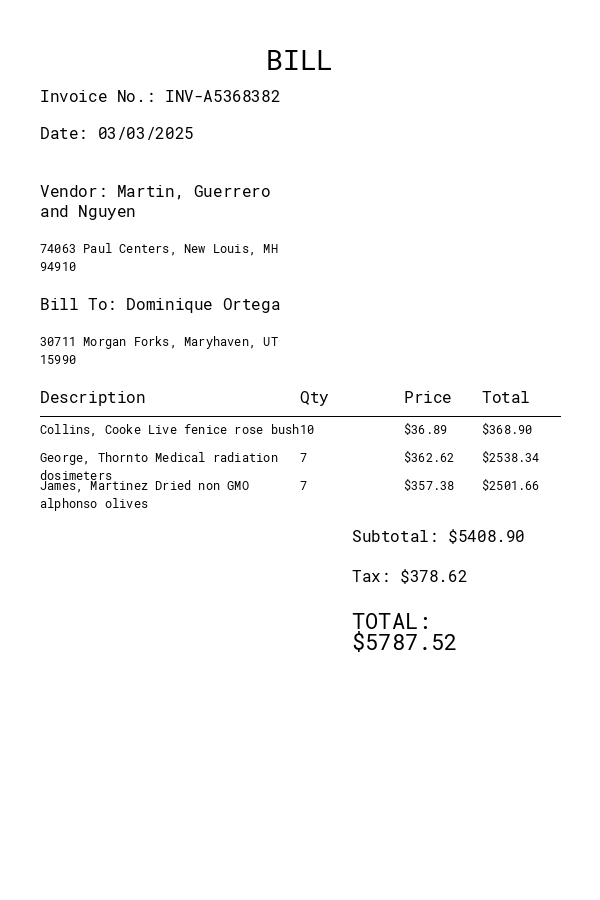 BILL
Invoice No.: INV-A5368382
Date: 03/03/2025
Vendor: Martin, Guerrero
and Nguyen
74063 Paul Centers, New Louis, MH
94910
Bill To: Dominique Ortega
30711 Morgan Forks, Maryhaven, UT
15990
Description Qty Price Total
Collins, Cooke Live fenice rose bush 10 $36.89 $368.90
George, Thornto Medical radiation 7 $362.62 $2538.34
dosimeters
James, Martinez Dried non GMO 7 $357.38 $2501.66
alphonso olives
Subtotal: $5408.90
Tax: $378.62
TOTAL:
$5787.52